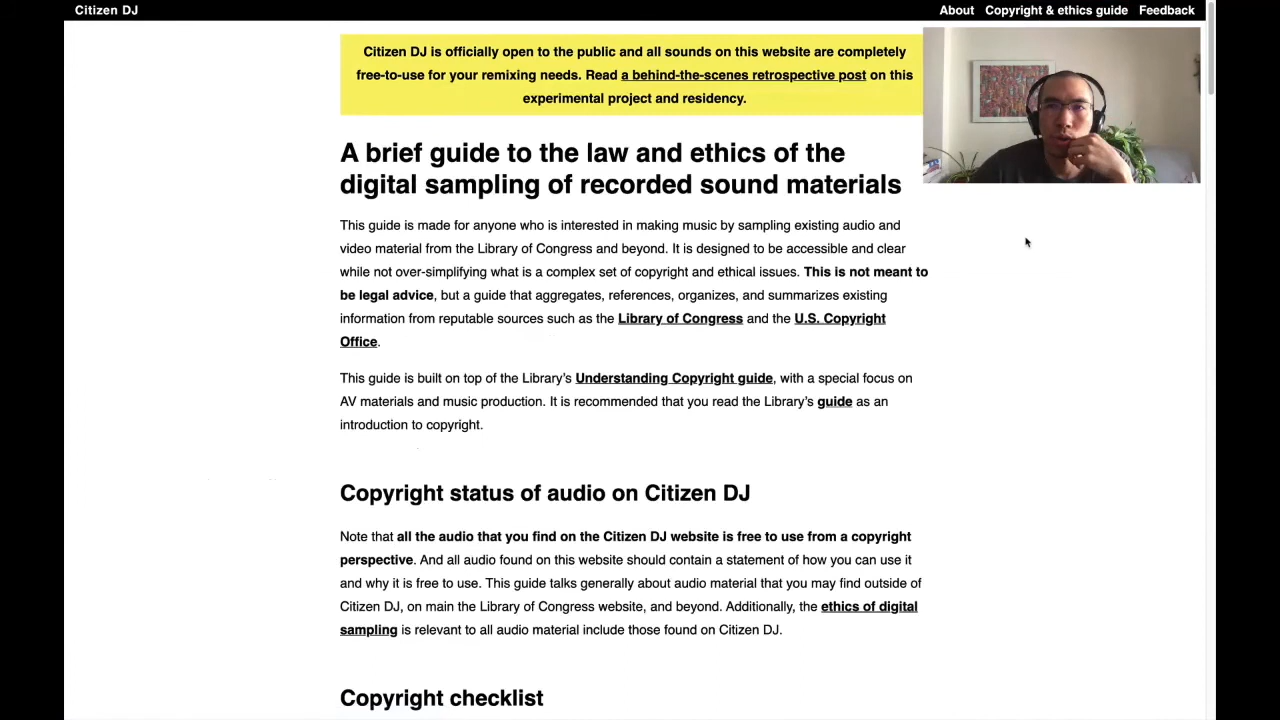 Citizen DJ
About Copyright & ethics guide Feedback
Citizen DJ is officially open to the public and all sounds on this website are completely
free-to-use for your remixing needs. Read a behind-the-scenes retrospective post on this
experimental project and residency.
A brief guide to the law and ethics of the
digital sampling of recorded sound materials
This guide is made for anyone who is interested in making music by sampling existing audio and
video material from the Library of Congress and beyond. It is designed to be accessible and clear
while not over-simplifying what is a complex set of copyright and ethical issues. This is not meant to
be legal advice, but a guide that aggregates, references, organizes, and summarizes existing
information from reputable sources such as the Library of Congress and the U.S. Copyright
Office.
This guide is built on top of the Library's Understanding Copyright guide, with a special focus on
AV materials and music production. It is recommended that you read the Library's guide as an
introduction to copyright.
Copyright status of audio on Citizen DJ
Note that all the audio that you find on the Citizen DJ website is free to use from a copyright
perspective. And all audio found on this website should contain a statement of how you can use it
and why it is free to use. This guide talks generally about audio material that you may find outside of
Citizen DJ, on main the Library of Congress website, and beyond. Additionally, the ethics of digital
sampling is relevant to all audio material include those found on Citizen DJ.
Copyright checklist